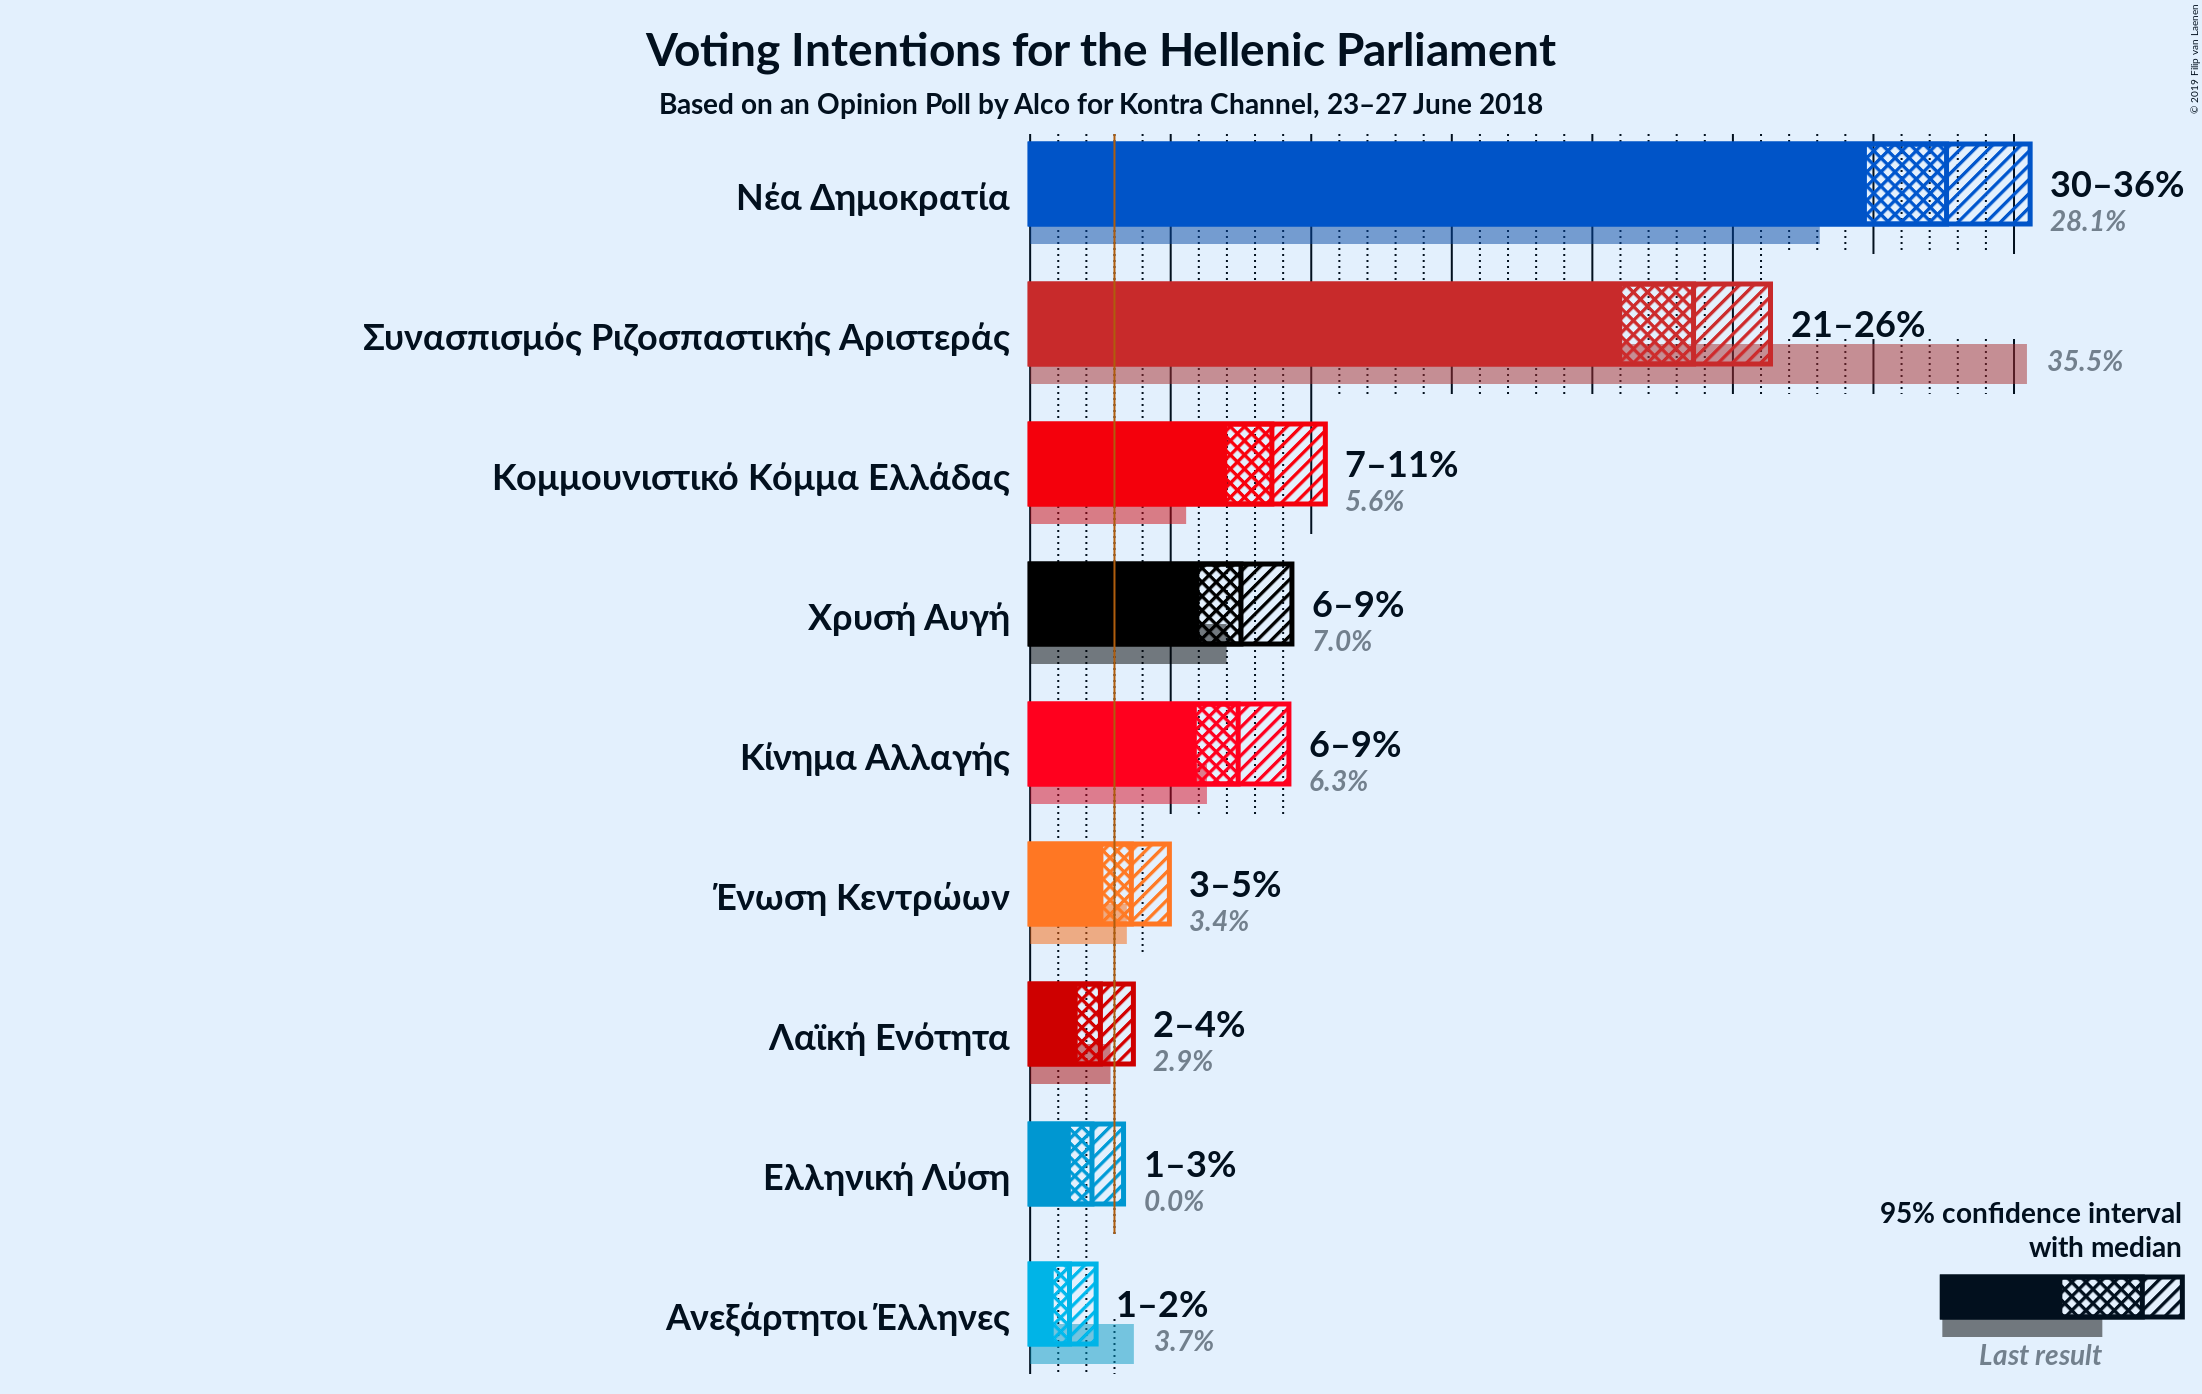 Voting Intentions for the Hellenic Parliament
Based on an Opinion Poll by Alco for Kontra Channel, 23–27 June 2018
© 2019 Filip van Laenen
Νέα Δημοκρατία
30–36%
28.1%
Συνασπισμός Ριζοσπαστικής Αριστεράς
21–26%
35.5%
Κομμουνιστικό Κόμμα Ελλάδας
7–11%
5.6%
Χρυσή Αυγή
6–9%
7.0%
Κίνημα Αλλαγής
6–9%
6.3%
Ένωση Κεντρώων
3–5%
3.4%
Λαϊκή Ενότητα
2–4%
2.9%
Ελληνική Λύση
1–3%
0.0%
Ανεξάρτητοι Έλληνες
1–2%
3.7%
95% confidence interval
with median
Last result